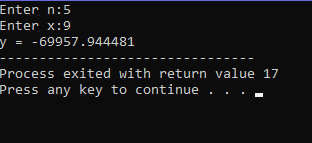 Enter n:5
Enter x:9
y = -69957.944481
--------------------------------
Process exited with return value 17
Press any key to continue . . .